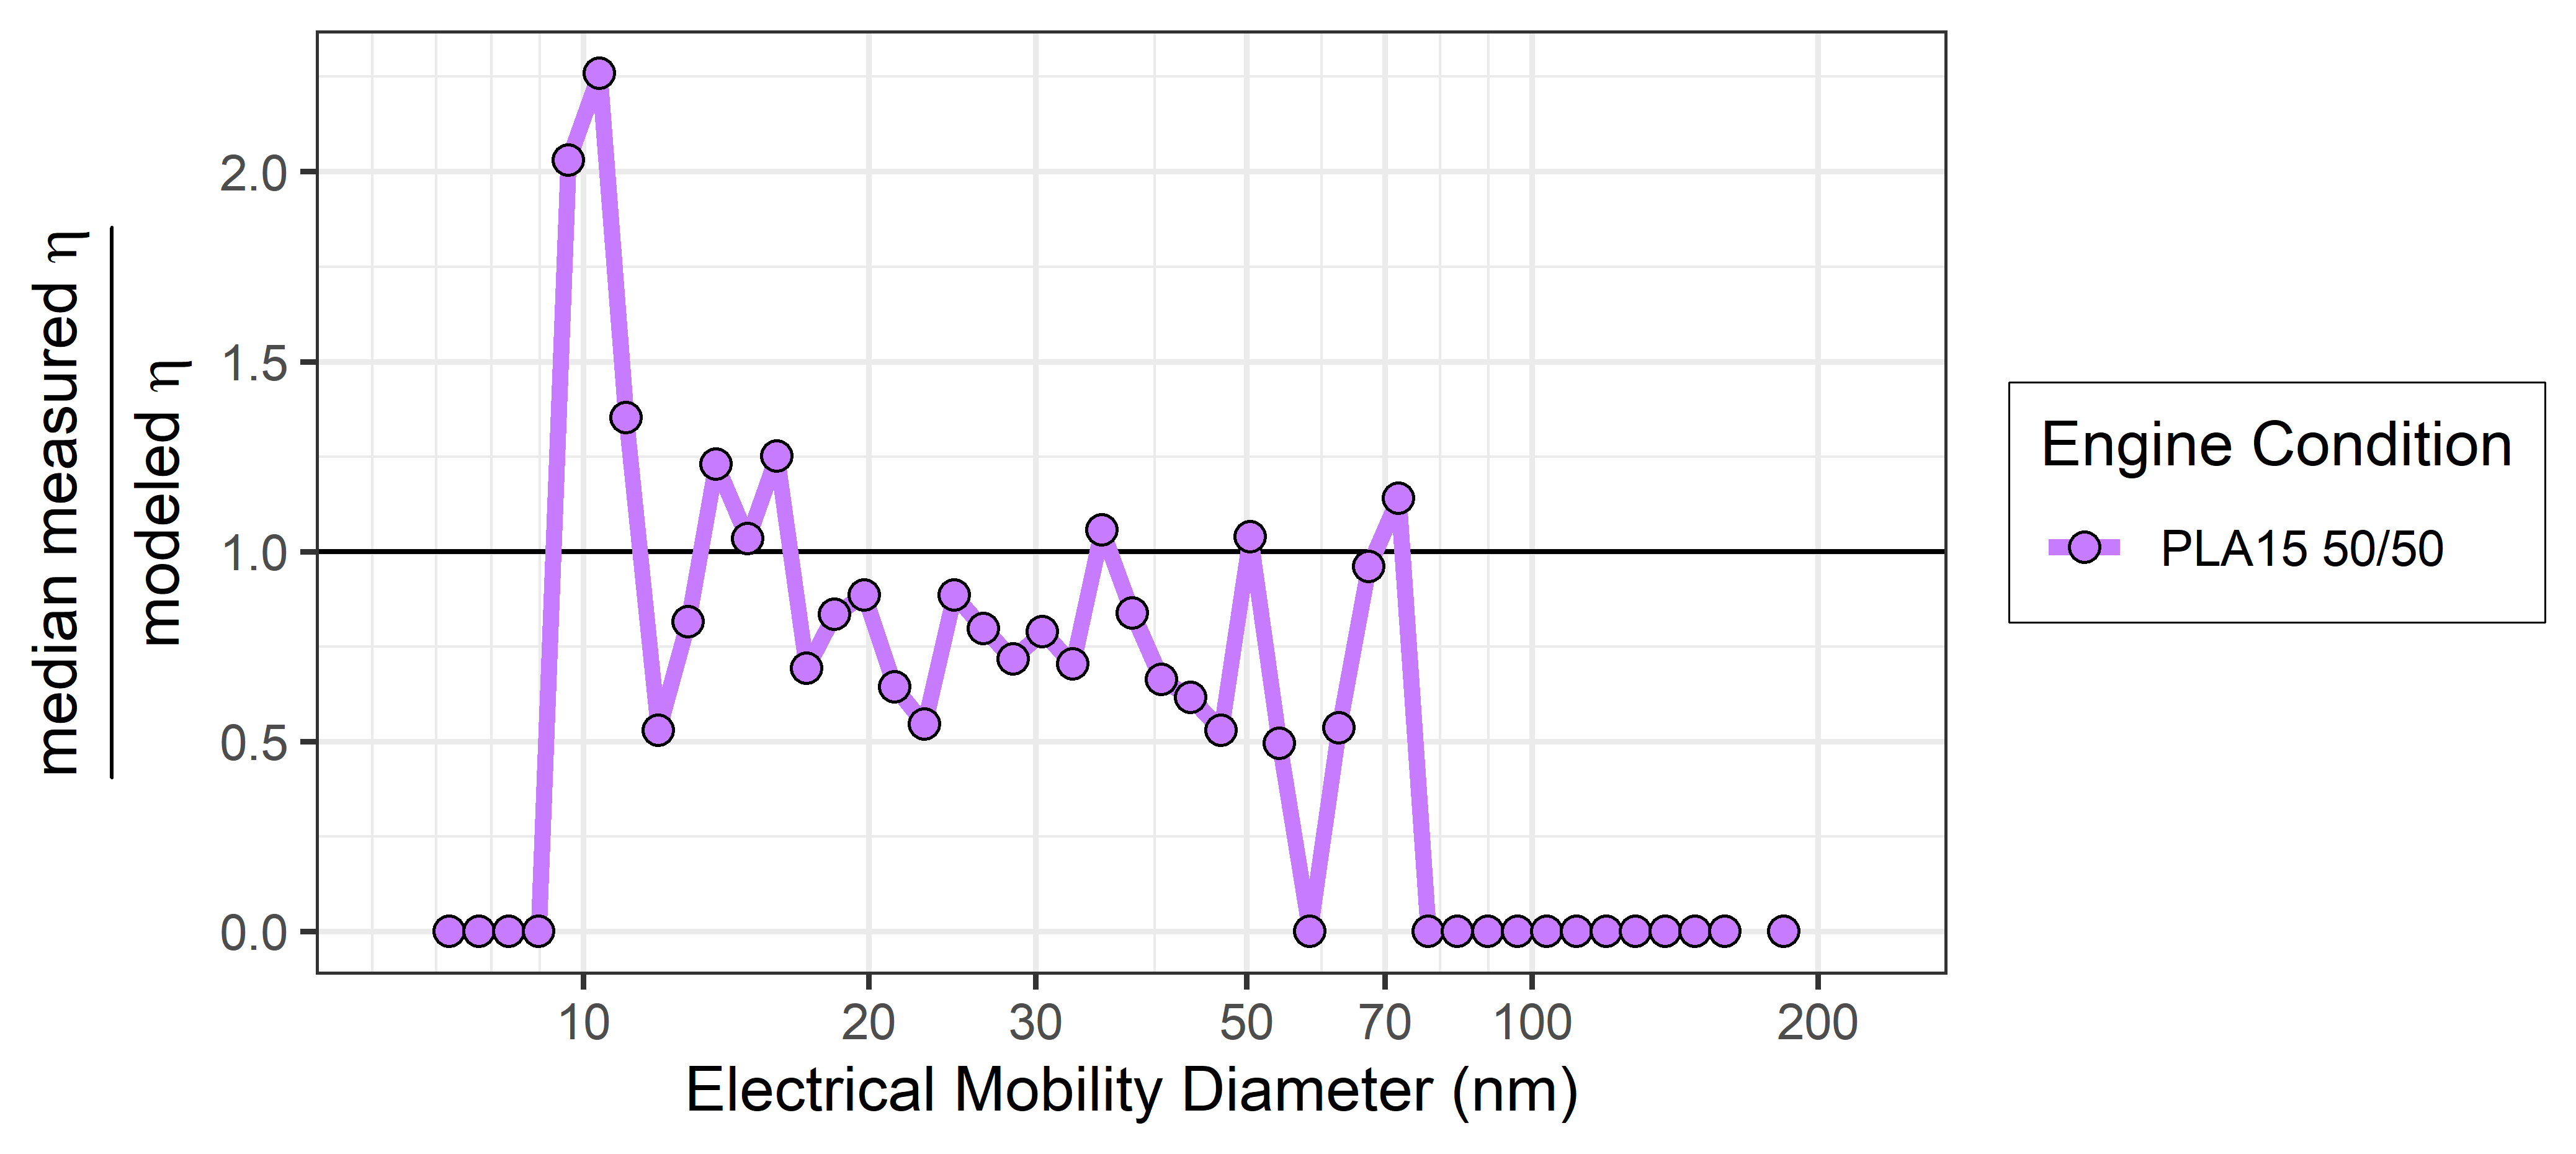 median measured η
modeled η
2.0
1.5
1.0
0.5
0.0
10 20 30 50 70 100 200
Electrical Mobility Diameter (nm)
Engine Condition
PLA15 50/50